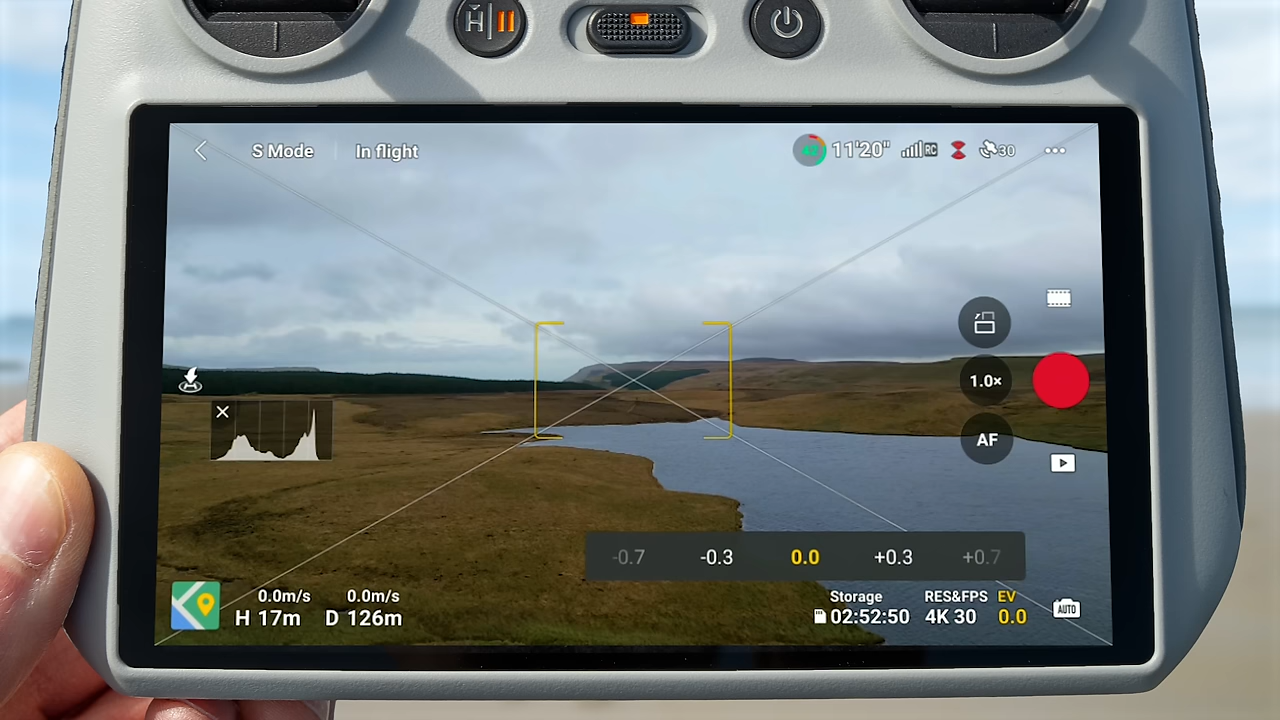 H
S Mode In flight 11'20" RC 30
1.0×
AF
-0.7 -0.3 0.0 +0.3 +0.7
0.0m/s 0.0m/s Storage RES&FPS EV
H 17m D 126m 02:52:50 4K 30 0.0 AUTO